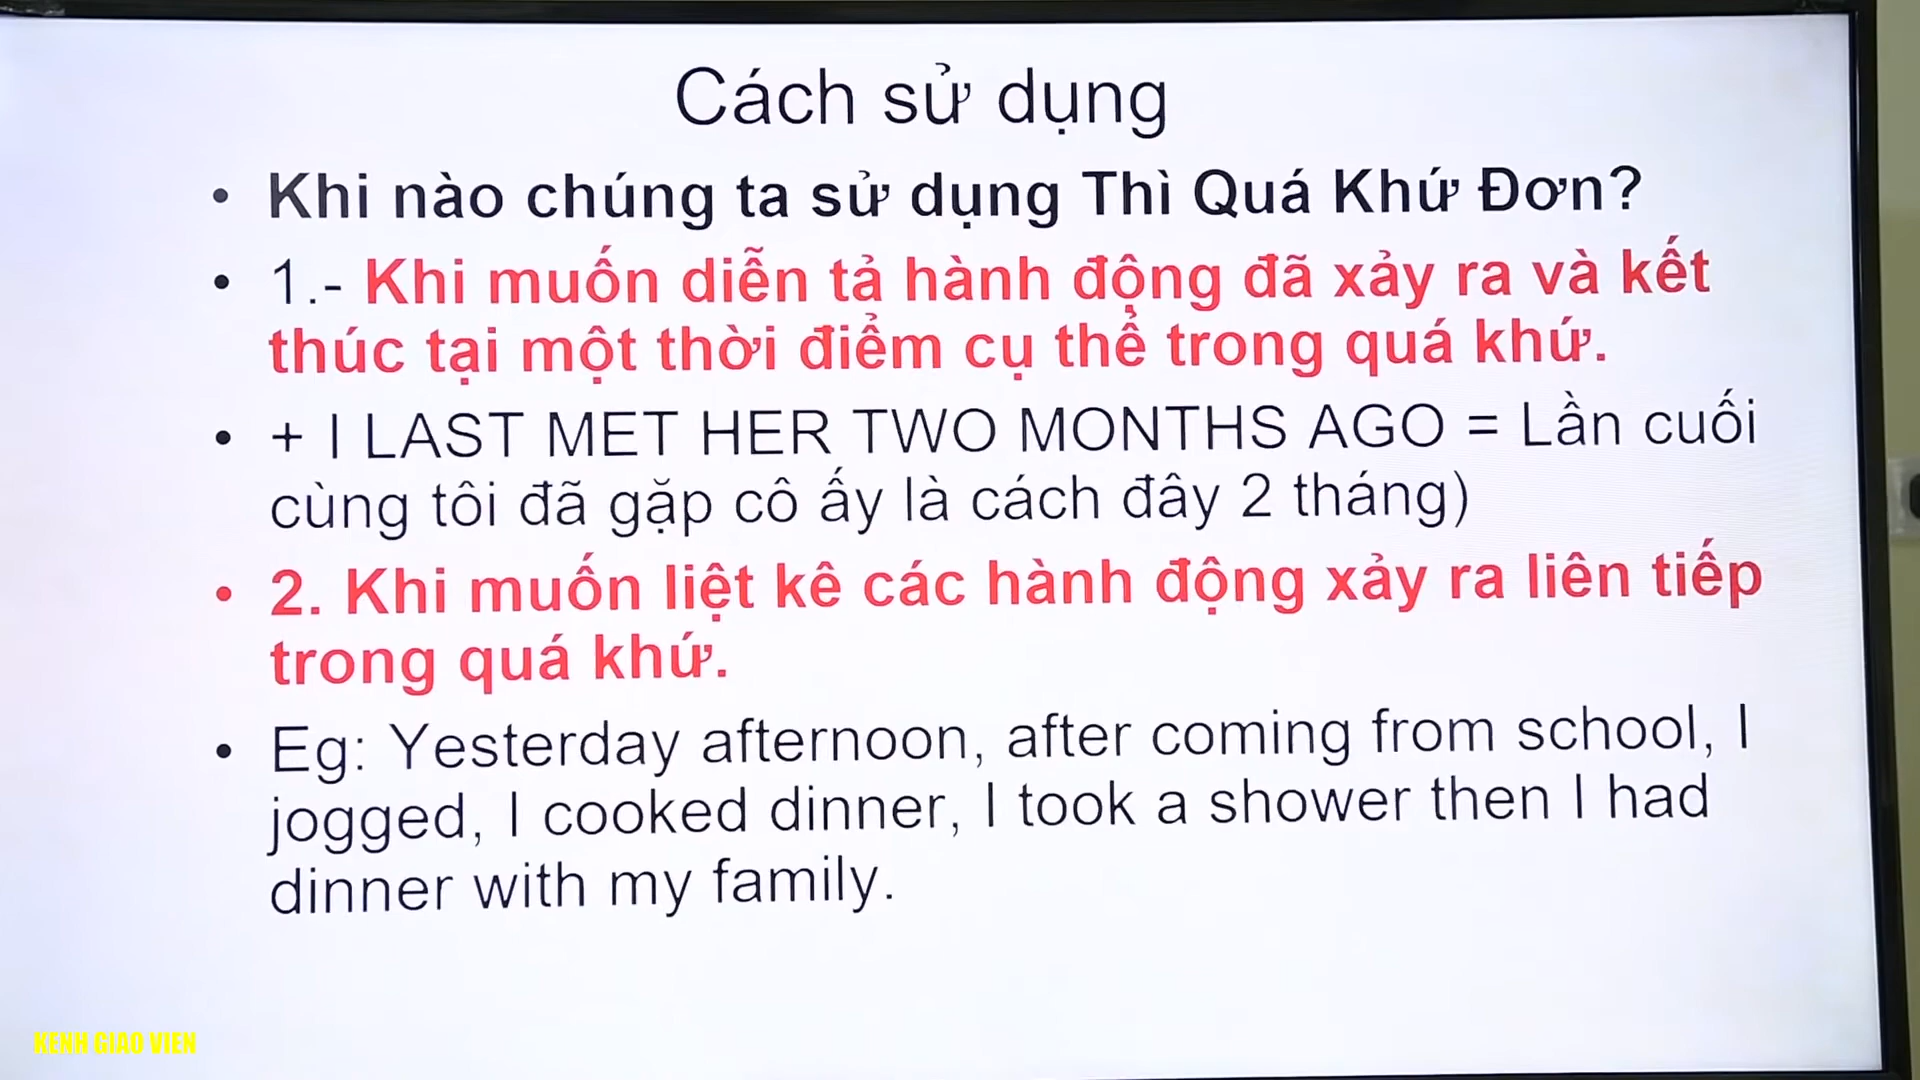 Cách sử dụng
• Khi nào chúng ta sử dụng Thì Quá Khứ Đơn?
• 1.- Khi muốn diễn tả hành động đã xảy ra và kết
thúc tại một thời điểm cụ thể trong quá khứ.
• + I LAST MET HER TWO MONTHS AGO = Lần cuối
cùng tôi đã gặp cô ấy là cách đây 2 tháng)
• 2. Khi muốn liệt kê các hành động xảy ra liên tiếp
trong quá khứ.
• Eg: Yesterday afternoon, after coming from school, I
jogged, I cooked dinner, I took a shower then I had
dinner with my family.
KENH GIAO VIEN